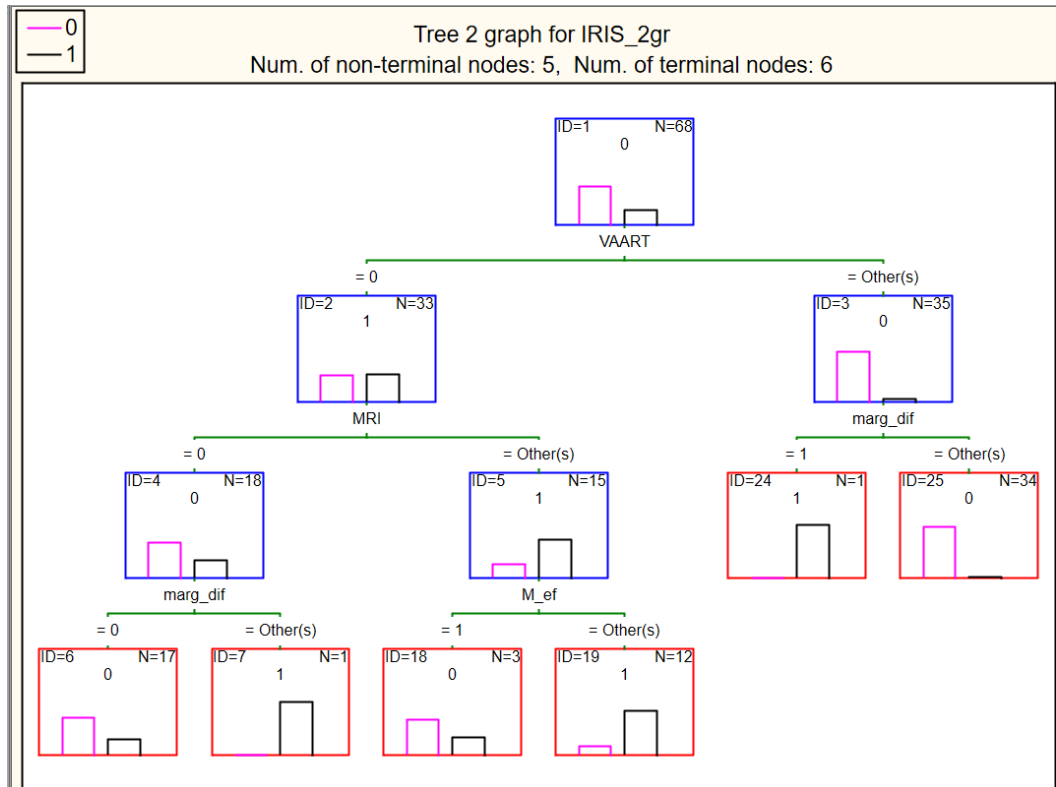 0
1
Tree 2 graph for IRIS_2gr
Num. of non-terminal nodes: 5,  Num. of terminal nodes: 6
ID=1 N=68
0
VAART
= 0 = Other(s)
ID=2 N=33 ID=3 N=35
1 0
MRI marg_dif
= 0 = Other(s) = 1 = Other(s)
ID=4 N=18 ID=5 N=15 ID=24 N=1 ID=25 N=34
0 1 1 0
marg_dif M_ef
= 0 = Other(s) = 1 = Other(s)
ID=6 N=17 ID=7 N=1 ID=18 N=3 ID=19 N=12
0 1 0 1